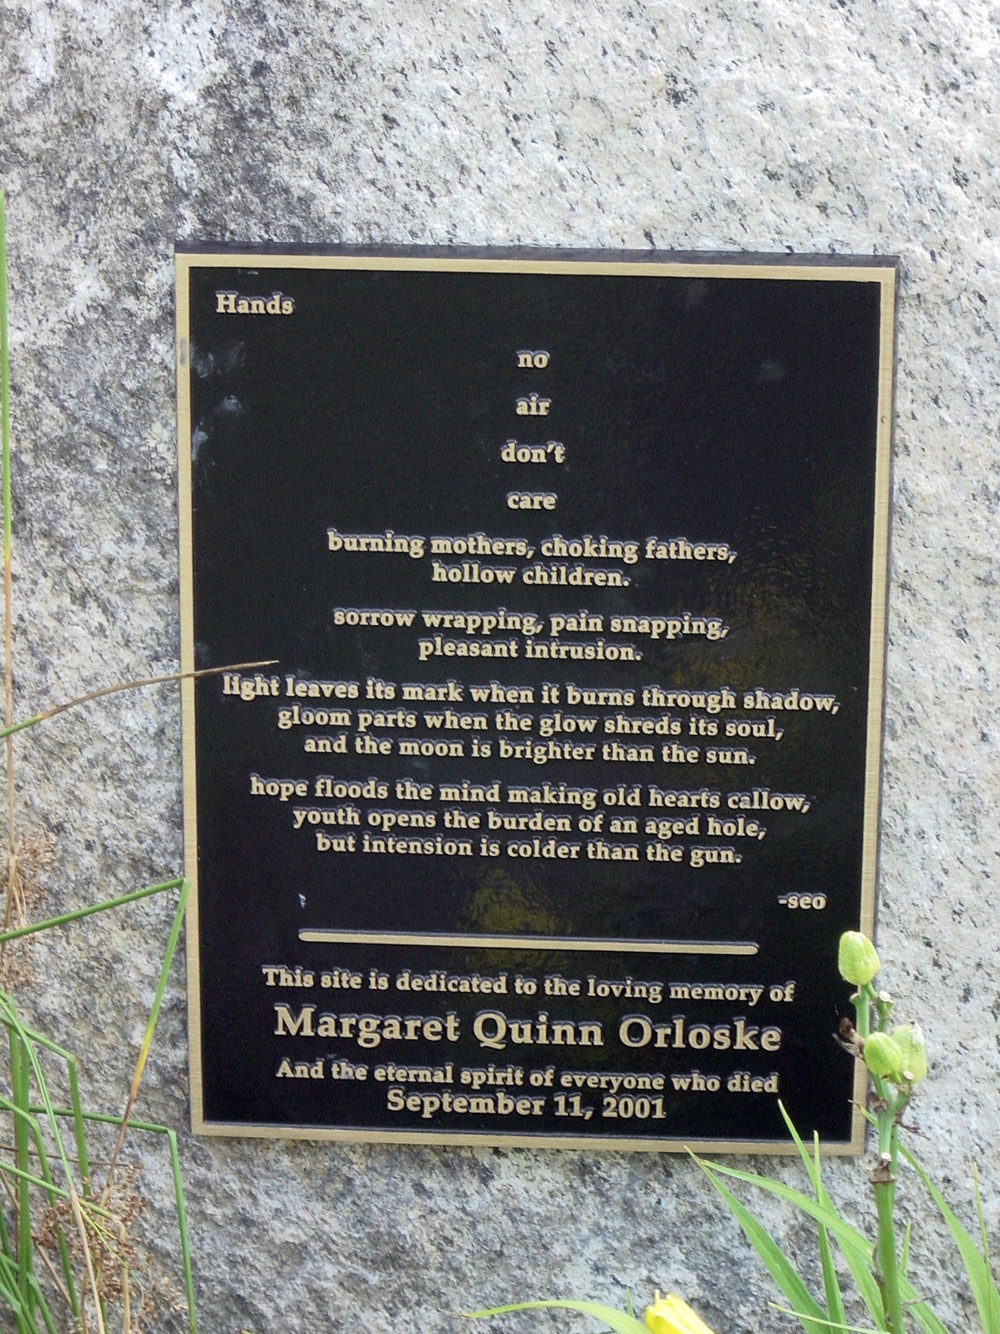 Hands
no
air
don't
care
burning mothers, choking fathers,
hollow children.
sorrow wrapping, pain snapping,
pleasant intrusion.
light leaves its mark when it burns through shadow,
gloom parts when the glow shreds its soul,
and the moon is brighter than the sun.
hope floods the mind making old hearts callow,
youth opens the burden of an aged hole,
but intension is colder than the gun.
-seo
This site is dedicated to the loving memory of
Margaret Quinn Orloske
And the eternal spirit of everyone who died
September 11, 2001